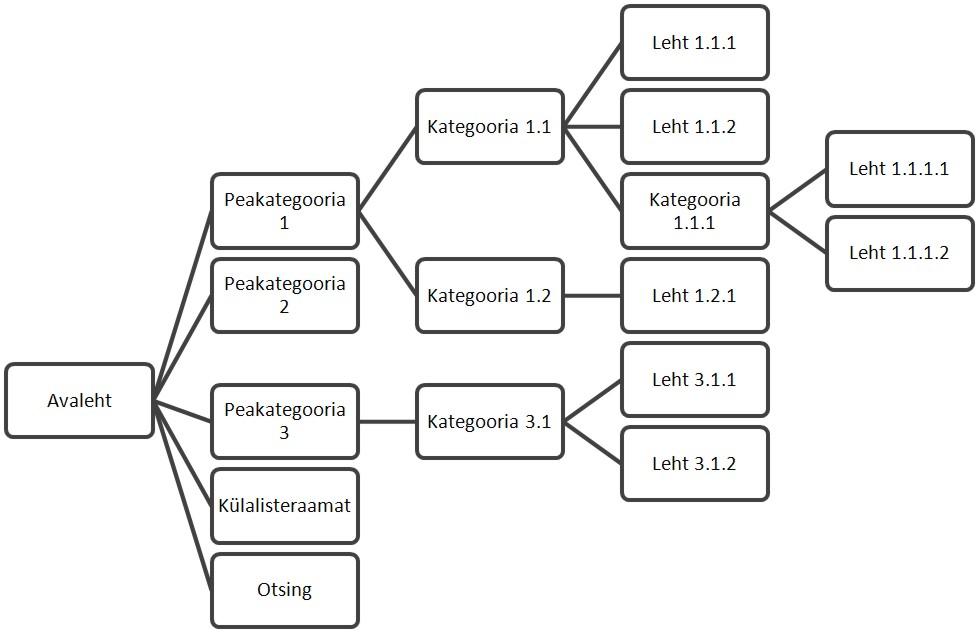 Avaleht
Peakategooria
1
Peakategooria
2
Peakategooria
3
Külalisteraamat
Otsing
Kategooria 1.1
Kategooria 1.2
Kategooria 3.1
Leht 1.1.1
Leht 1.1.2
Kategooria
1.1.1
Leht 1.2.1
Leht 3.1.1
Leht 3.1.2
Leht 1.1.1.1
Leht 1.1.1.2